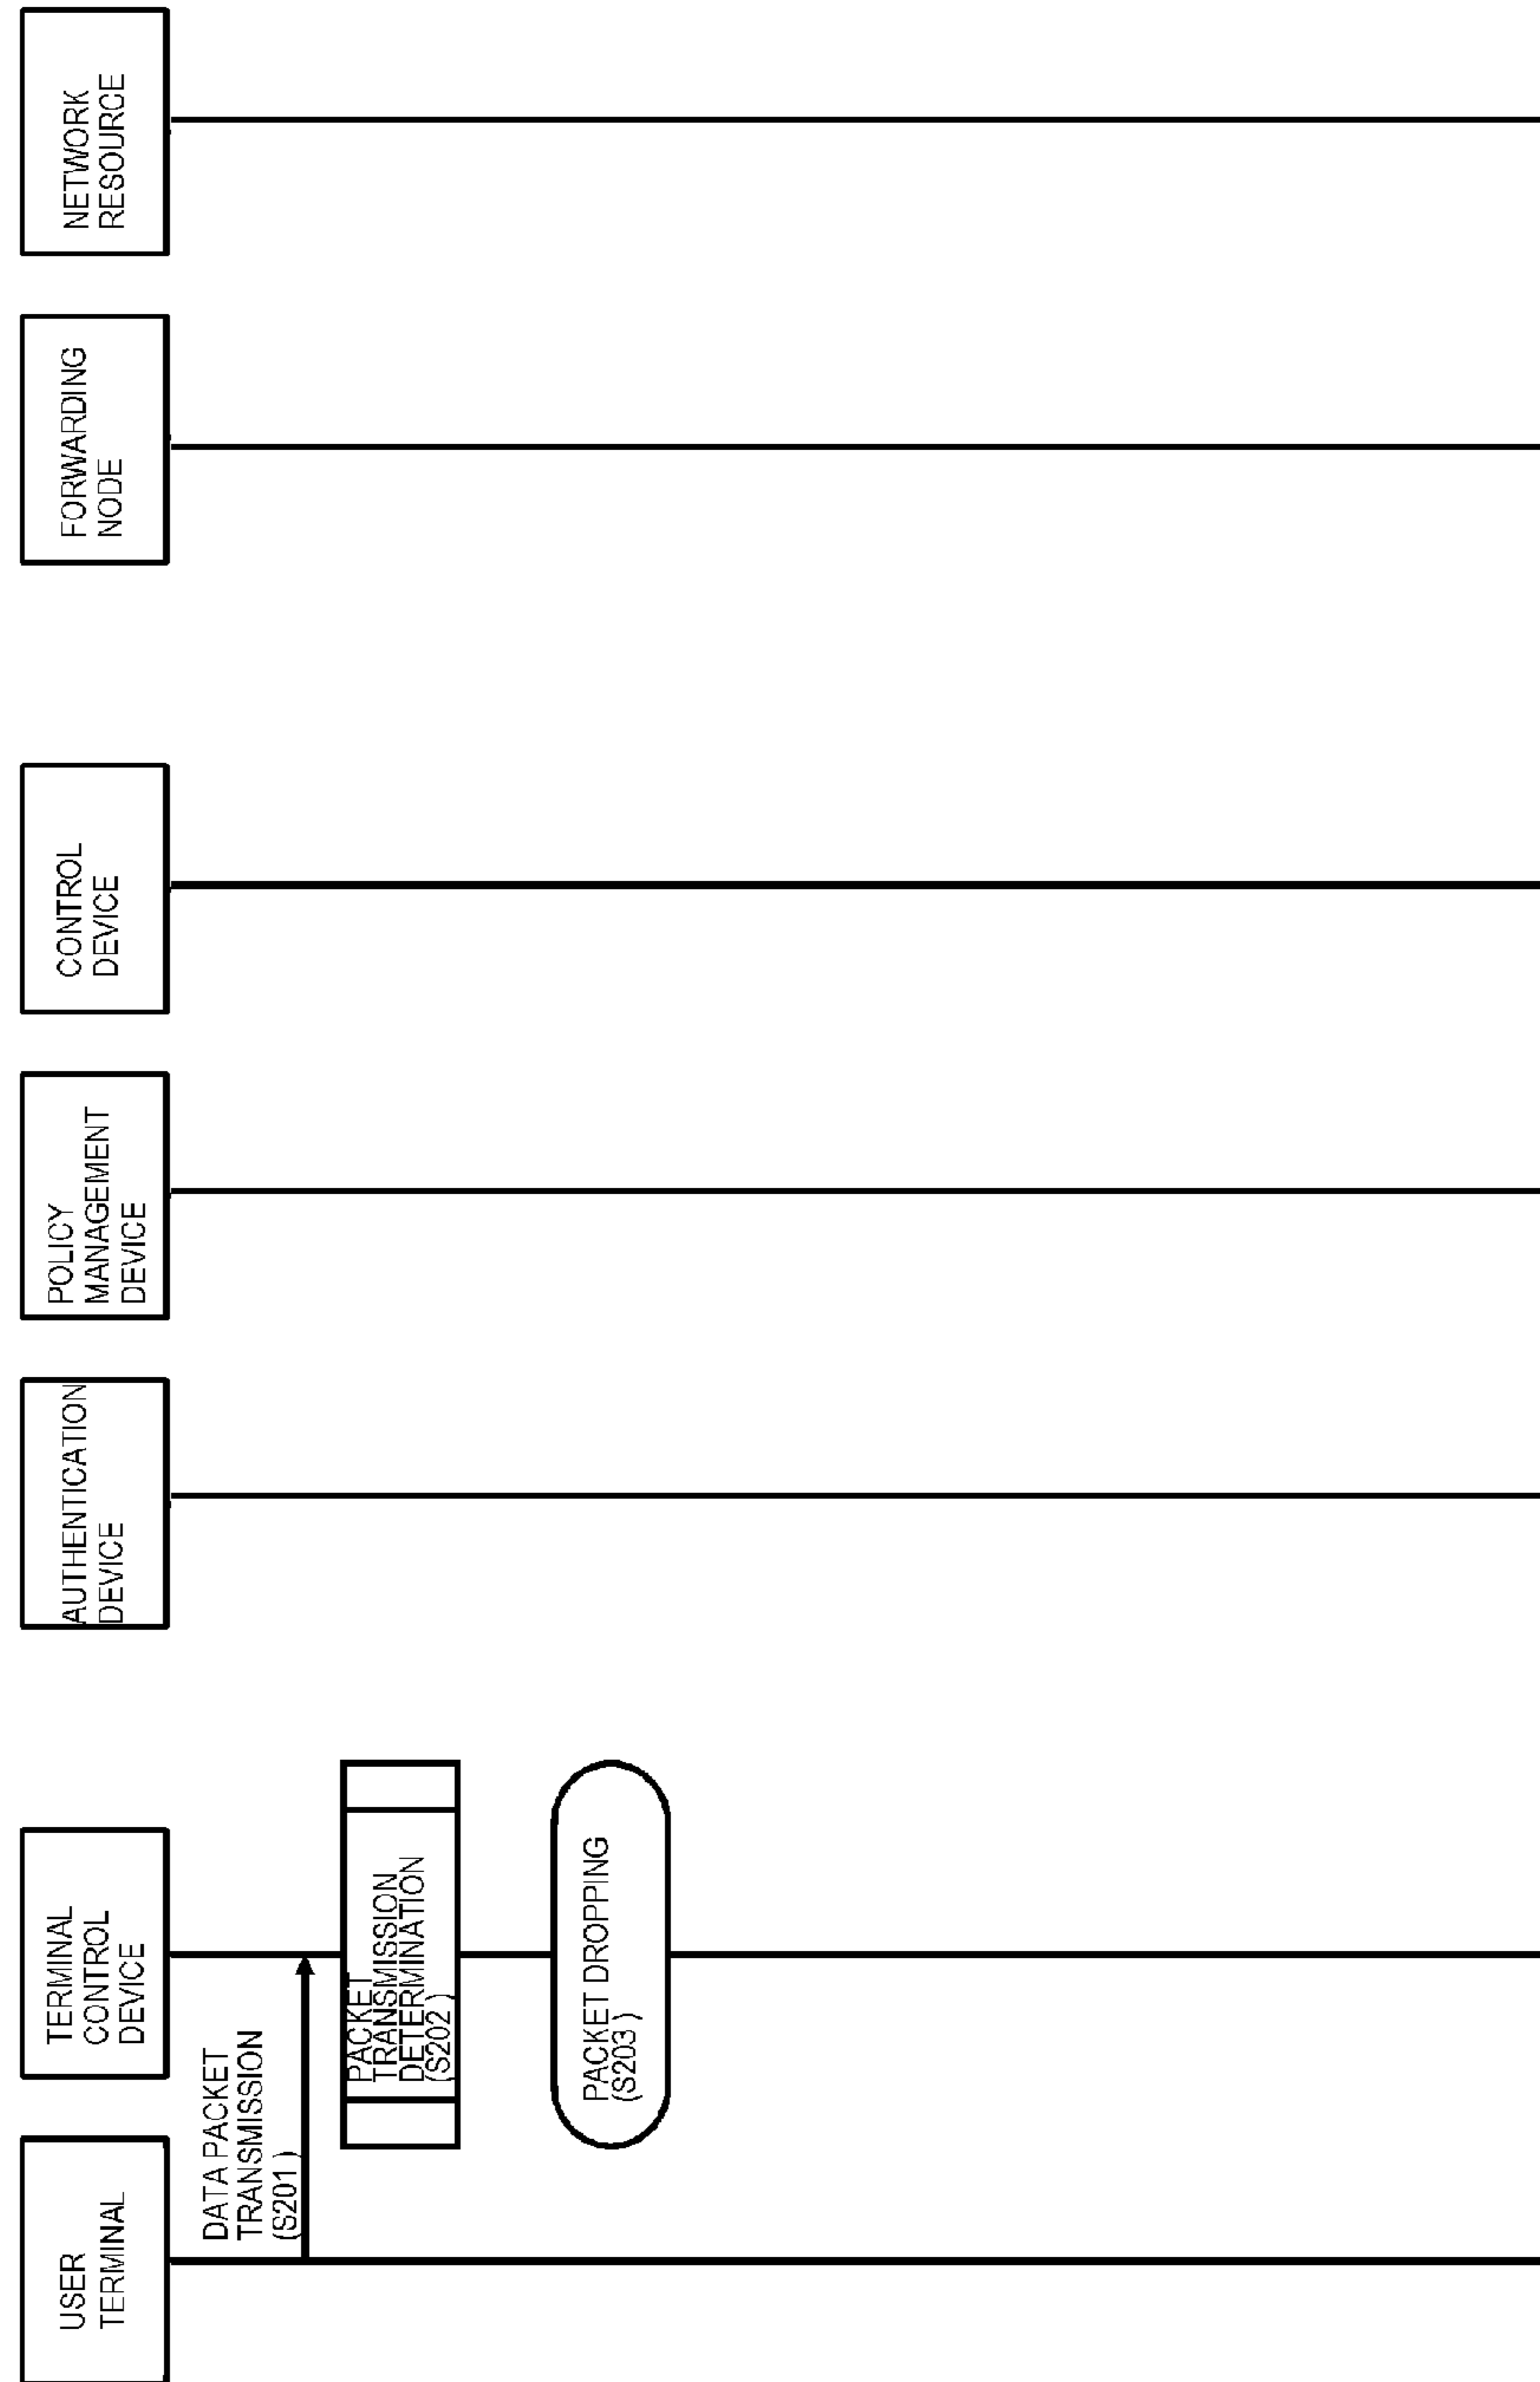 USER
TERMINAL
TERMINAL
CONTROL
DEVICE
AUTHENTICATION
DEVICE
POLICY
MANAGEMENT
DEVICE
CONTROL
DEVICE
FORWARDING
NODE
NETWORK
RESOURCE
DATA PACKET
TRANSMISSION
(S201)
PACKET
TRANSMISSION
DETERMINATION
(S202)
PACKET DROPPING
(S203)